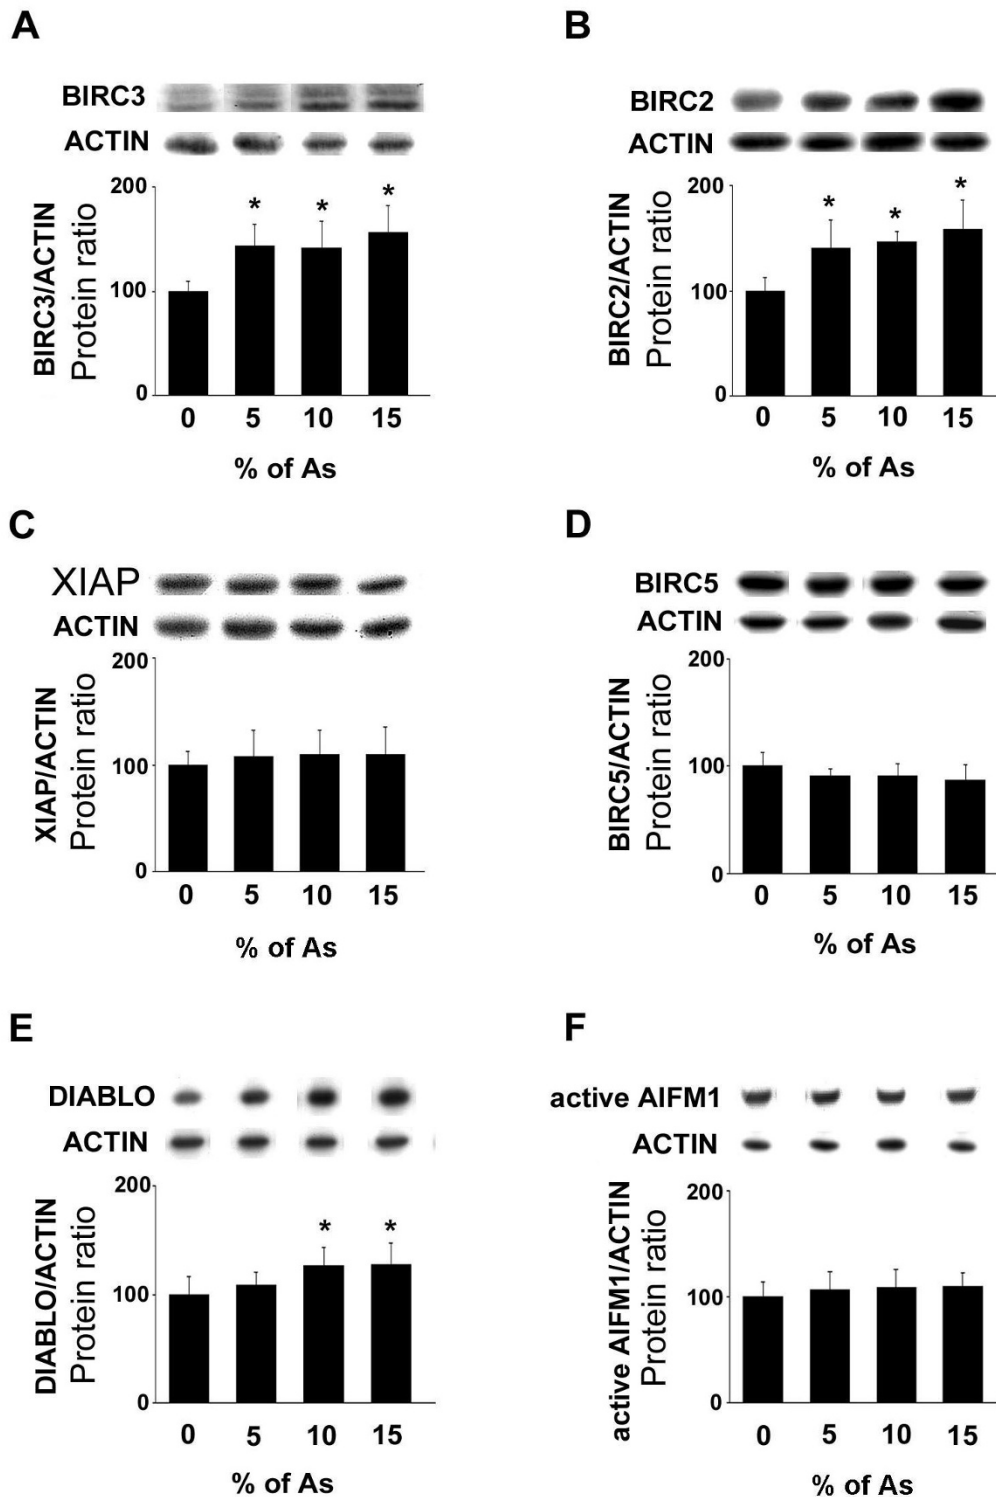 A
BIRC3
ACTIN
BIRC3/ACTIN
Protein ratio
200
100
0
* * *
0 5 10 15
% of As
B
BIRC2
ACTIN
BIRC2/ACTIN
Protein ratio
200
100
0
* * *
0 5 10 15
% of As
C
XIAP
ACTIN
XIAP/ACTIN
Protein ratio
200
100
0
0 5 10 15
% of As
D
BIRC5
ACTIN
BIRC5/ACTIN
Protein ratio
200
100
0
0 5 10 15
% of As
E
DIABLO
ACTIN
DIABLO/ACTIN
Protein ratio
200
100
0
* *
0 5 10 15
% of As
F
active AIFM1
ACTIN
active AIFM1/ACTIN
Protein ratio
200
100
0
0 5 10 15
% of As